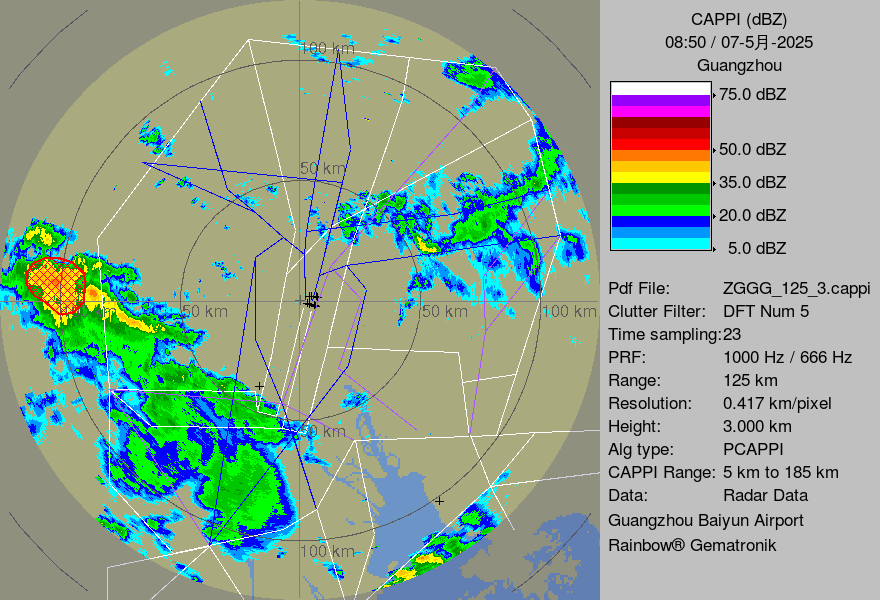 CAPPI (dBZ)
08:50 / 07-5月-2025
Guangzhou
75.0 dBZ
50.0 dBZ
35.0 dBZ
20.0 dBZ
5.0 dBZ
Pdf File: ZGGG_125_3.cappi
Clutter Filter: DFT Num 5
Time sampling:23
PRF: 1000 Hz / 666 Hz
Range: 125 km
Resolution: 0.417 km/pixel
Height: 3.000 km
Alg type: PCAPPI
CAPPI Range: 5 km to 185 km
Data: Radar Data
Guangzhou Baiyun Airport
Rainbow® Gematronik
100 km
50 km
50 km
50 km
100 km
50 km
100 km